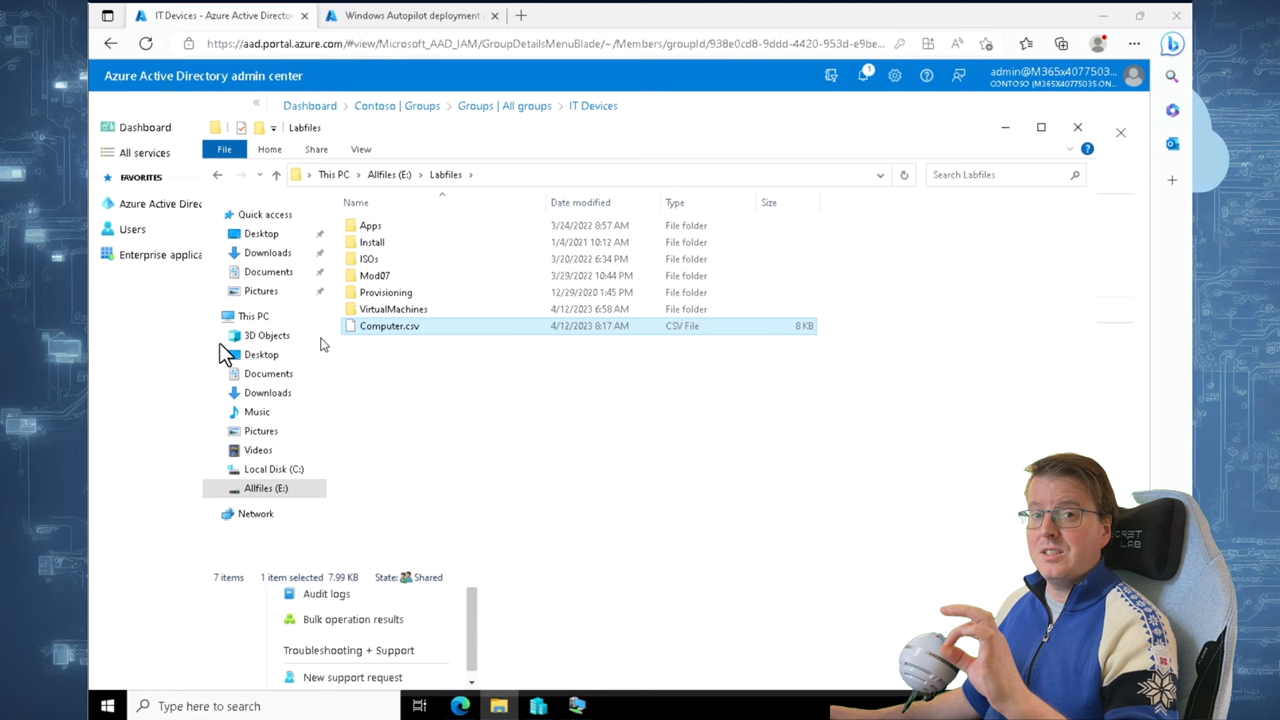 IT Devices - Azure Active Directo
Windows Autopilot deployment
https://aad.portal.azure.com/#view/Microsoft_AAD_IAM/GroupDetailsMenuBlade/~/Members/groupId/938e0cd8-9ddd-4420-953d-e9be...
Azure Active Directory admin center
1
admin@M365x4077503...
CONTOSO (M365X40775035.ON...
Dashboard > Contoso | Groups > Groups | All groups > IT Devices
Dashboard
All services
FAVORITES
Azure Active Direc
Users
Enterprise applica
Labfiles
File Home Share View
This PC > Allfiles (E:) > Labfiles >
Search Labfiles
Quick access
Desktop
Downloads
Documents
Pictures
This PC
3D Objects
Desktop
Documents
Downloads
Music
Pictures
Videos
Local Disk (C:)
Allfiles (E:)
Network
Name Date modified Type Size
Apps 3/24/2022 8:57 AM File folder
Install 1/4/2021 10:12 AM File folder
ISOs 3/20/2022 6:34 PM File folder
Mod07 3/29/2022 10:44 PM File folder
Provisioning 12/29/2020 1:45 PM File folder
VirtualMachines 4/12/2023 6:58 AM File folder
Computer.csv 4/12/2023 8:17 AM CSV File 8 KB
7 items 1 item selected 7.99 KB State: Shared
Audit logs
Bulk operation results
Troubleshooting + Support
New support request
Type here to search